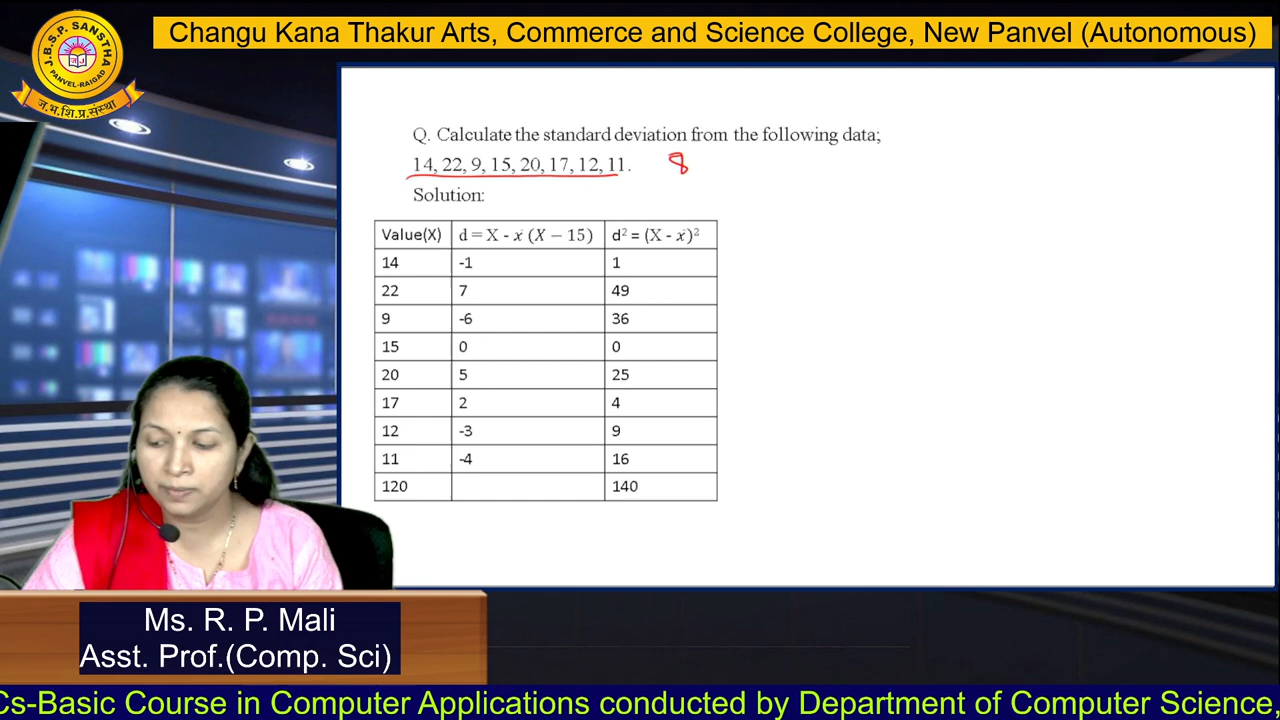 J.B.S.P. SANSTHA
PANVEL-RAIGAD
ज.भ.शि.प्र.संस्था
Changu Kana Thakur Arts, Commerce and Science College, New Panvel (Autonomous)
Q. Calculate the standard deviation from the following data;
14, 22, 9, 15, 20, 17, 12, 11. 8
Solution:
Value(X) d = X - x̄ (X − 15) d² = (X - x̄)²
14 -1 1
22 7 49
9 -6 36
15 0 0
20 5 25
17 2 4
12 -3 9
11 -4 16
120 140
Ms. R. P. Mali
Asst. Prof.(Comp. Sci)
Cs-Basic Course in Computer Applications conducted by Department of Computer Science,